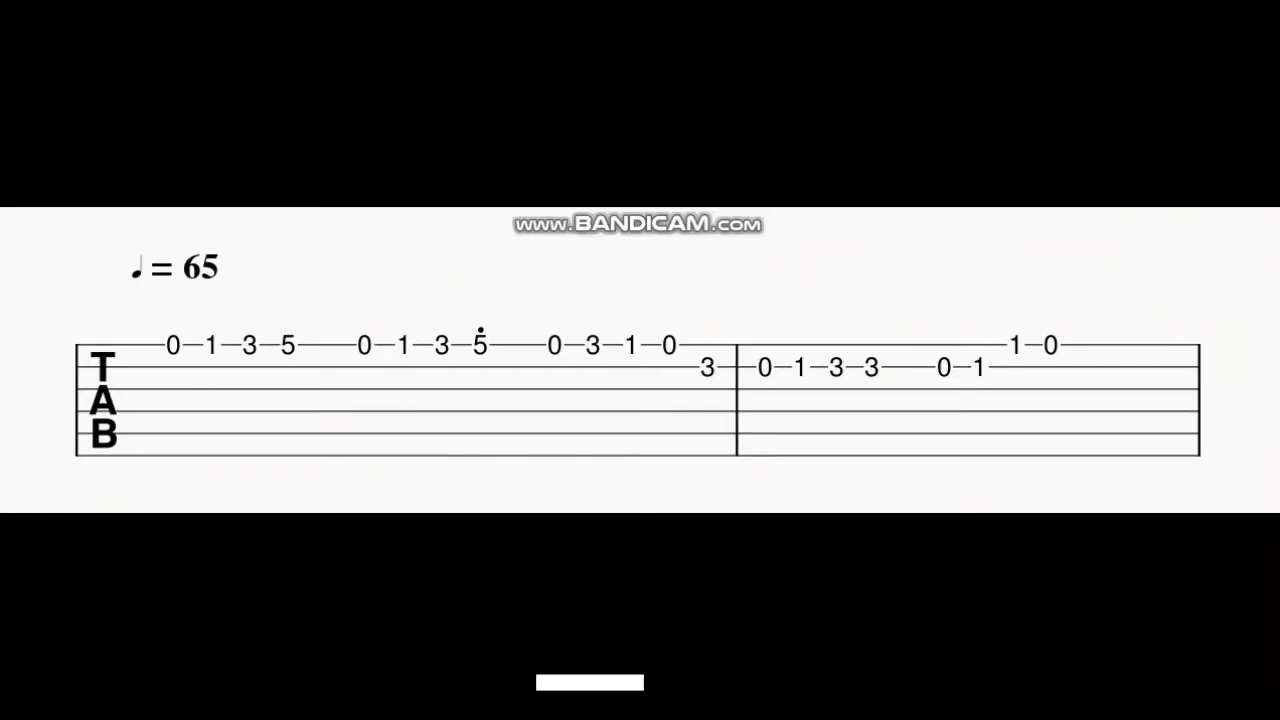 www.BANDICAM.com
♩= 65
0 1 3 5 0 1 3 5 0 3 1 0 1 0
T 3 0 1 3 3 0 1
A
B